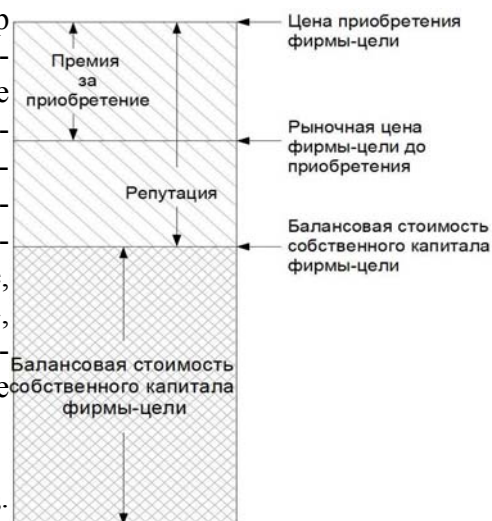 Цена приобретения
фирмы-цели
Премия
за
приобретение
Рыночная цена
фирмы-цели до
приобретения
Репутация
Балансовая стоимость
собственного капитала
фирмы-цели
Балансовая стоимость
собственного капитала
фирмы-цели